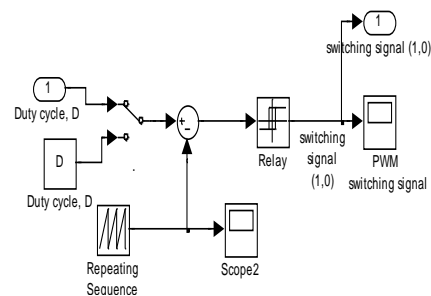 1
switching signal (1,0)
1
Duty cycle, D
+
-
D
Duty cycle, D
Relay
switching
signal
(1,0)
PWM
switching signal
Repeating
Sequence
Scope2